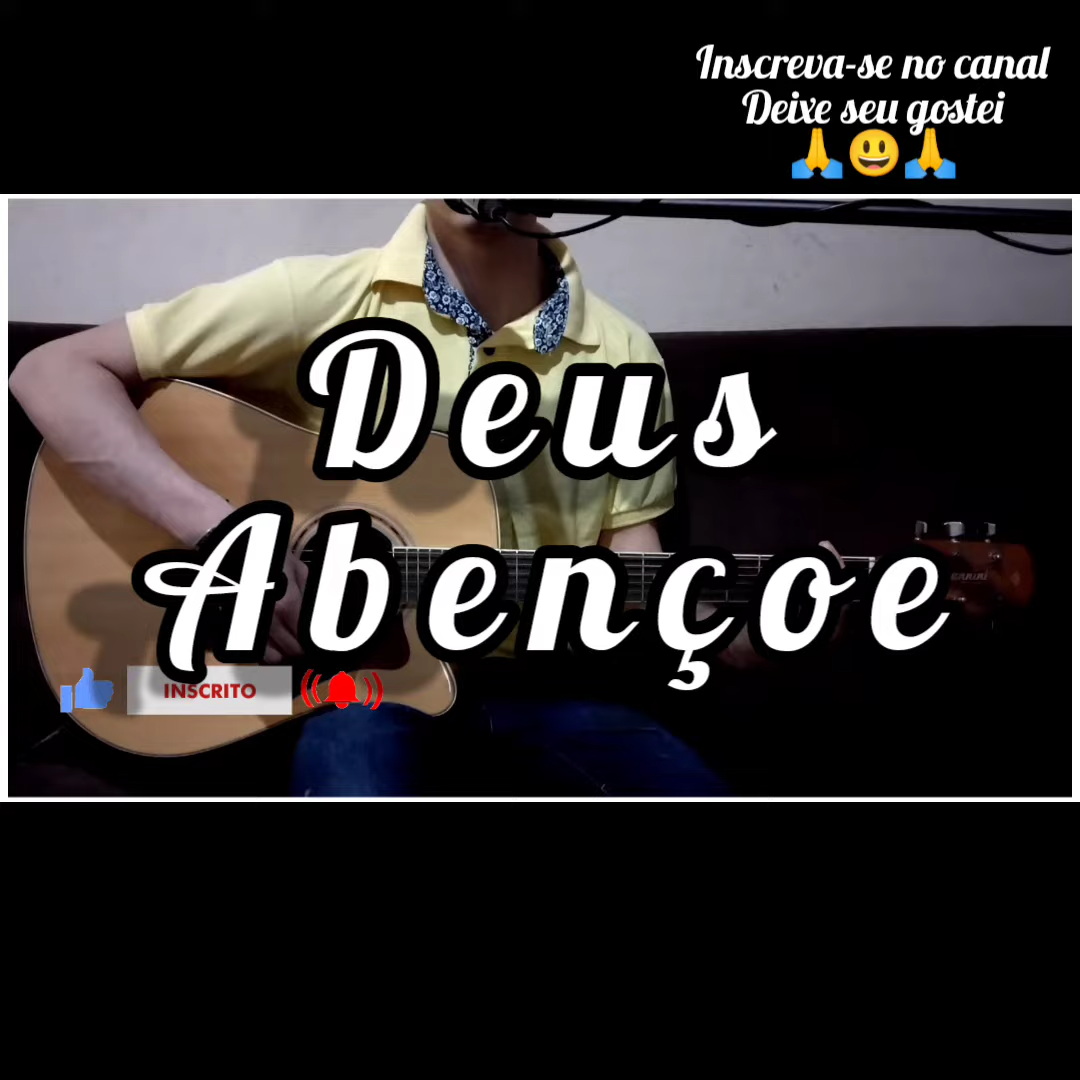 Inscreva-se no canal
Deixe seu gostei
Deus
Abençoe
INSCRITO